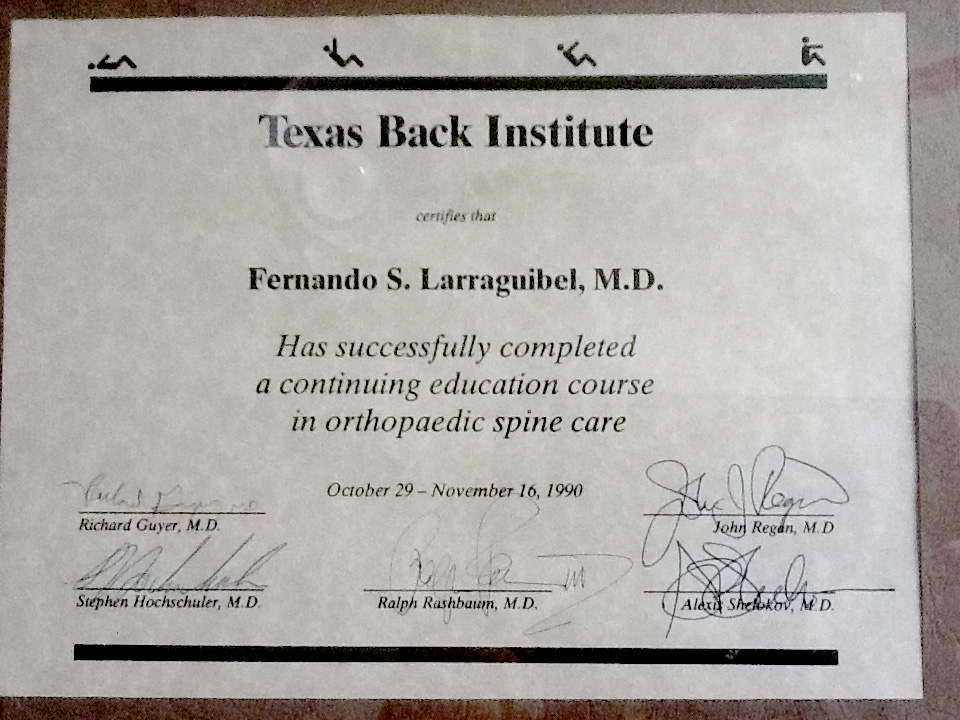 Texas Back Institute
certifies that
Fernando S. Larraguibel, M.D.
Has successfully completed
a continuing education course
in orthopaedic spine care
October 29 – November 16, 1990
Richard Guyer, M.D.
John Regan, M.D
Stephen Hochschuler, M.D.
Ralph Rashbaum, M.D.
Alexis Shelokov, M.D.